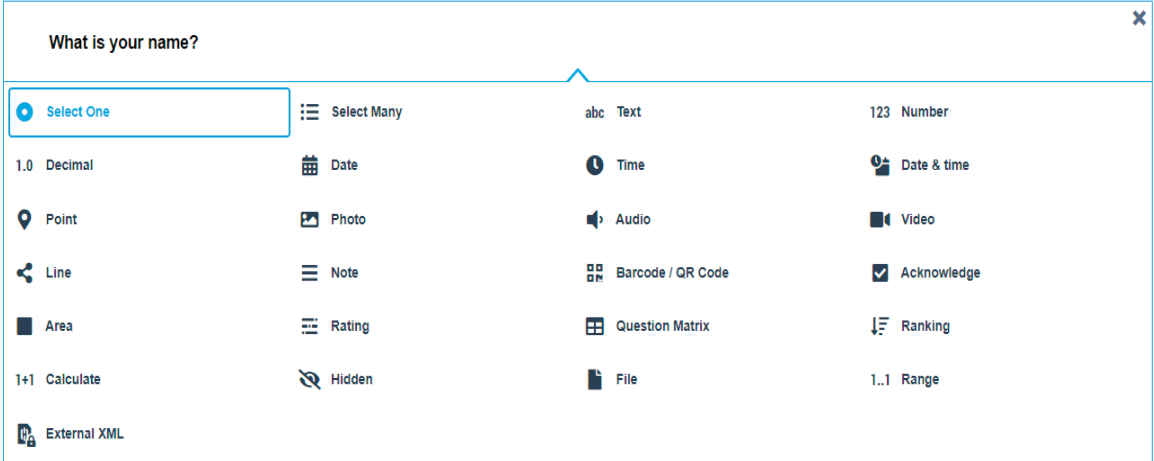 What is your name?
Select One Select Many abc Text 123 Number
1.0 Decimal Date Time Date & time
Point Photo Audio Video
Line Note Barcode / QR Code Acknowledge
Area Rating Question Matrix Ranking
1+1 Calculate Hidden File 1..1 Range
External XML